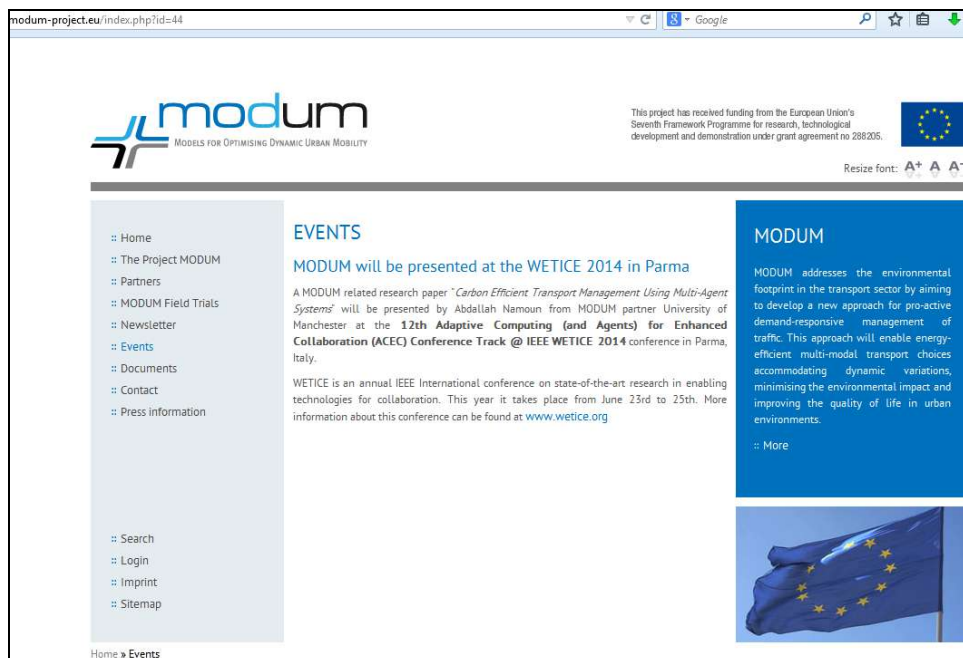 modum-project.eu/index.php?id=44
Google
modum
MODELS FOR OPTIMISING DYNAMIC URBAN MOBILITY
This project has received funding from the European Union's
Seventh Framework Programme for research, technological
development and demonstration under grant agreement no 288205.
Resize font: A+ A A-
:: Home
:: The Project MODUM
:: Partners
:: MODUM Field Trials
:: Newsletter
:: Events
:: Documents
:: Contact
:: Press information
:: Search
:: Login
:: Imprint
:: Sitemap
EVENTS
MODUM will be presented at the WETICE 2014 in Parma
A MODUM related research paper "Carbon Efficient Transport Management Using Multi-Agent
Systems" will be presented by Abdallah Namoun from MODUM partner University of
Manchester at the 12th Adaptive Computing (and Agents) for Enhanced
Collaboration (ACEC) Conference Track @ IEEE WETICE 2014 conference in Parma,
Italy.
WETICE is an annual IEEE International conference on state-of-the-art research in enabling
technologies for collaboration. This year it takes place from June 23rd to 25th. More
information about this conference can be found at www.wetice.org
MODUM
MODUM addresses the environmental
footprint in the transport sector by aiming
to develop a new approach for pro-active
demand-responsive management of
traffic. This approach will enable energy-
efficient multi-modal transport choices
accommodating dynamic variations,
minimising the environmental impact and
improving the quality of life in urban
environments.
:: More
Home » Events